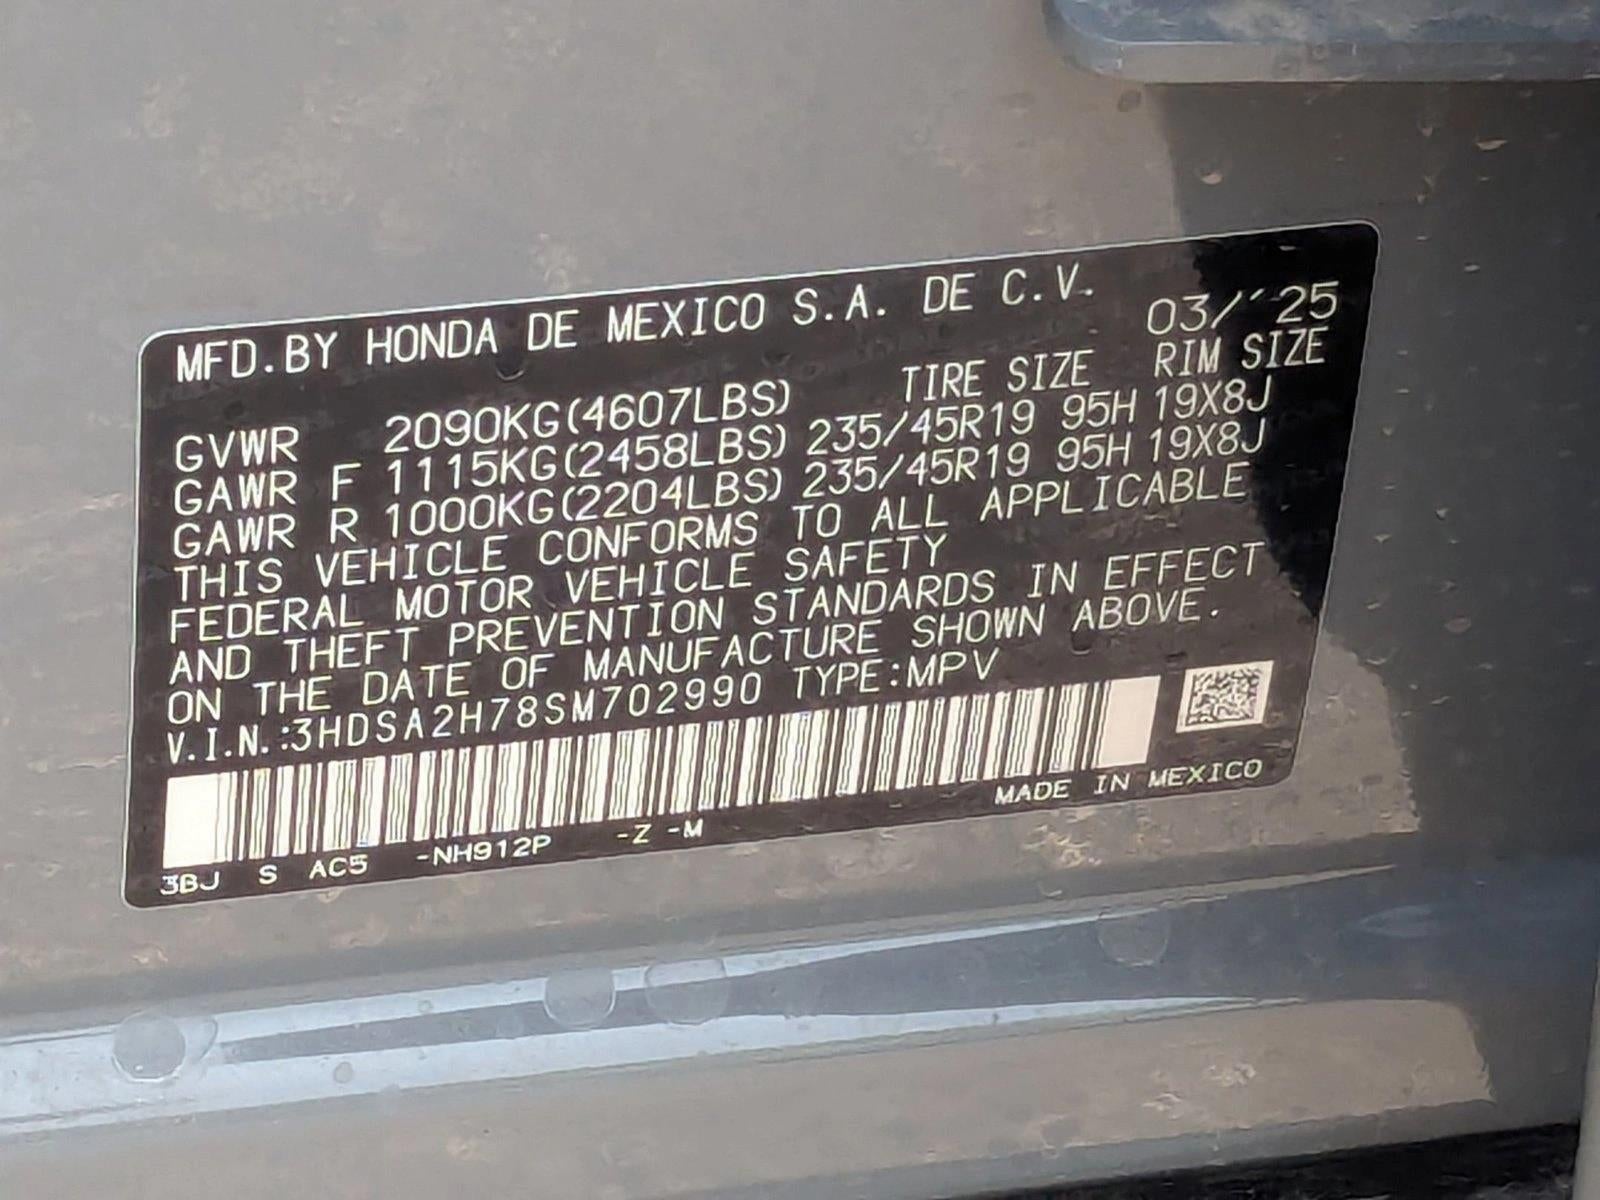 MFD.BY HONDA DE MEXICO S.A. DE C.V.
03/'25
TIRE SIZE RIM SIZE
GVWR 2090KG(4607LBS)
GAWR F 1115KG(2458LBS) 235/45R19 95H 19X8J
GAWR R 1000KG(2204LBS) 235/45R19 95H 19X8J
THIS VEHICLE CONFORMS TO ALL APPLICABLE
FEDERAL MOTOR VEHICLE SAFETY
AND THEFT PREVENTION STANDARDS IN EFFECT
ON THE DATE OF MANUFACTURE SHOWN ABOVE.
V.I.N.:3HDSA2H78SM702990 TYPE:MPV
MADE IN MEXICO
3BJ S AC5 -NH912P -Z -M